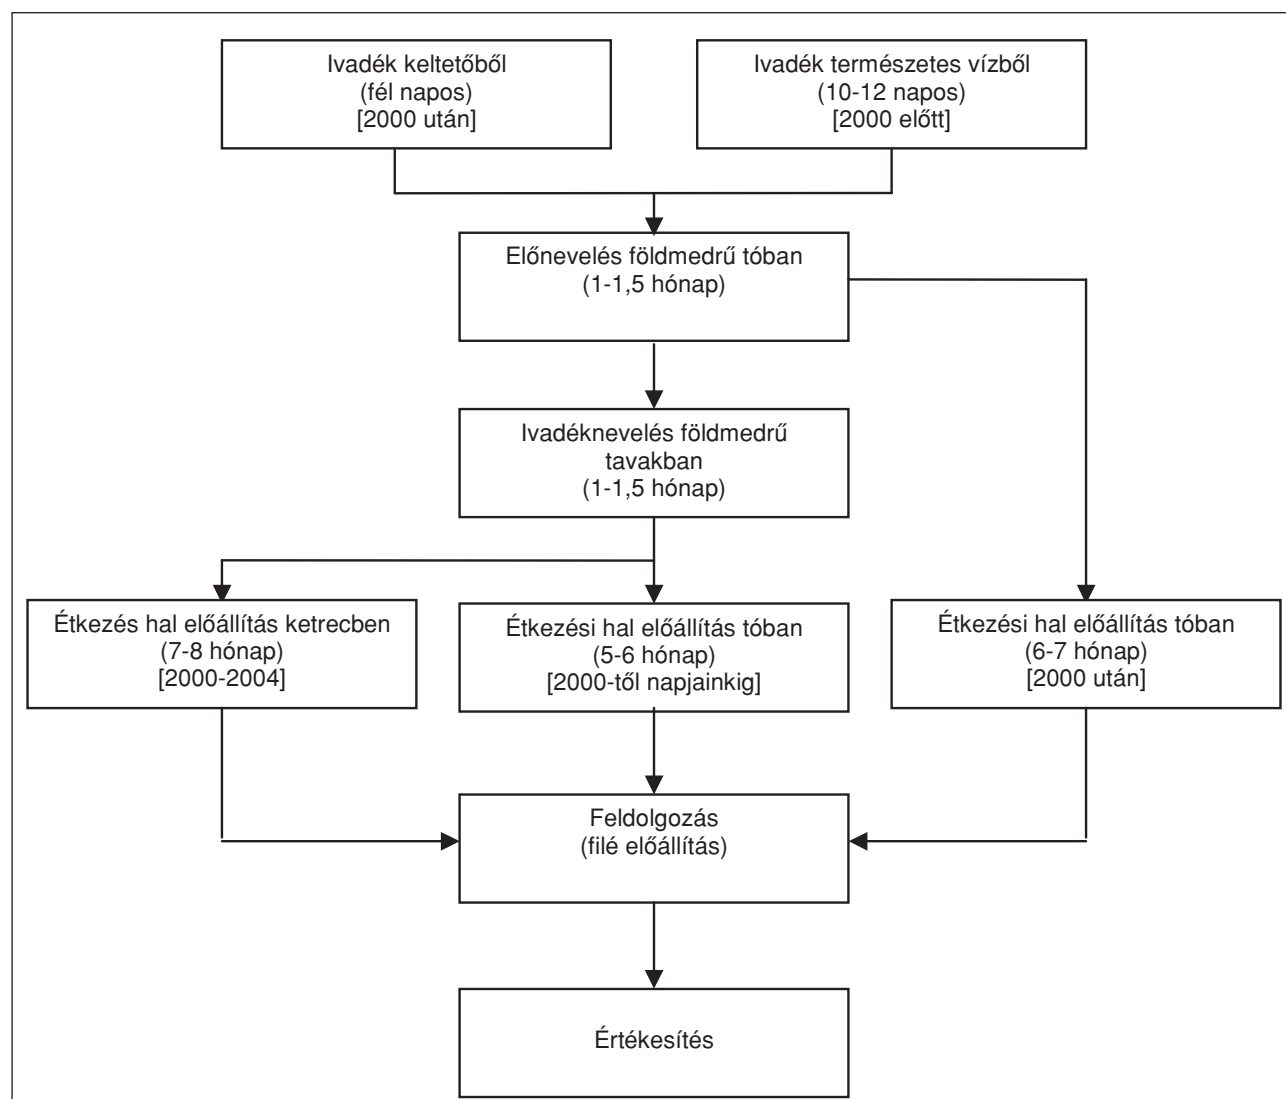 Ivadék keltetőből
(fél napos)
[2000 után]
Ivadék természetes vízből
(10-12 napos)
[2000 előtt]
Előnevelés földmedrű tóban
(1-1,5 hónap)
Ivadéknevelés földmedrű
tavakban
(1-1,5 hónap)
Étkezés hal előállítás ketrecben
(7-8 hónap)
[2000-2004]
Étkezési hal előállítás tóban
(5-6 hónap)
[2000-től napjainkig]
Étkezési hal előállítás tóban
(6-7 hónap)
[2000 után]
Feldolgozás
(filé előállítás)
Értékesítés